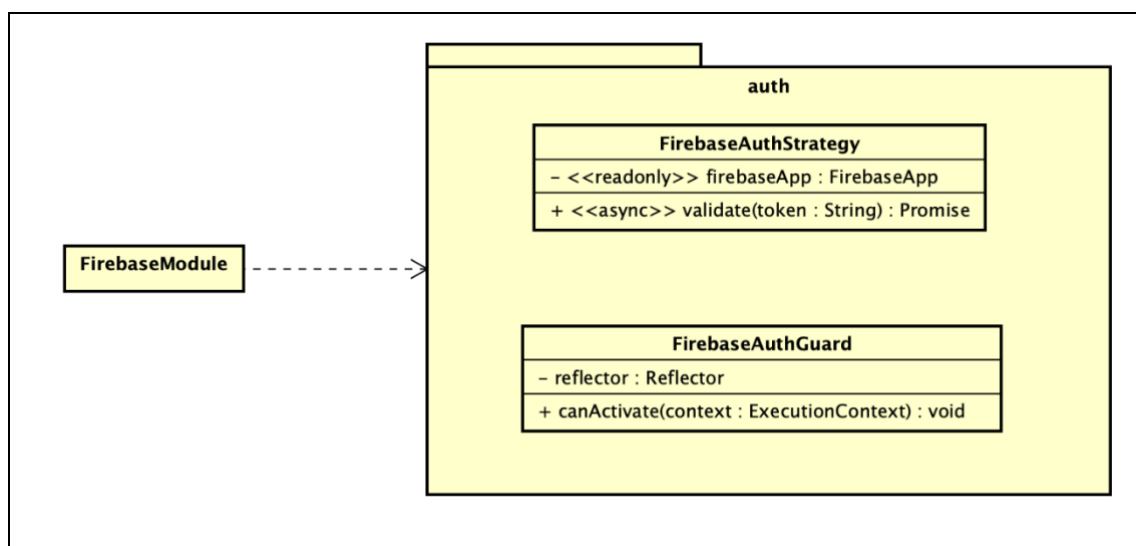 auth
FirebaseAuthStrategy
– <<readonly>> firebaseApp : FirebaseApp
+ <<async>> validate(token : String) : Promise
FirebaseModule
FirebaseAuthGuard
– reflector : Reflector
+ canActivate(context : ExecutionContext) : void